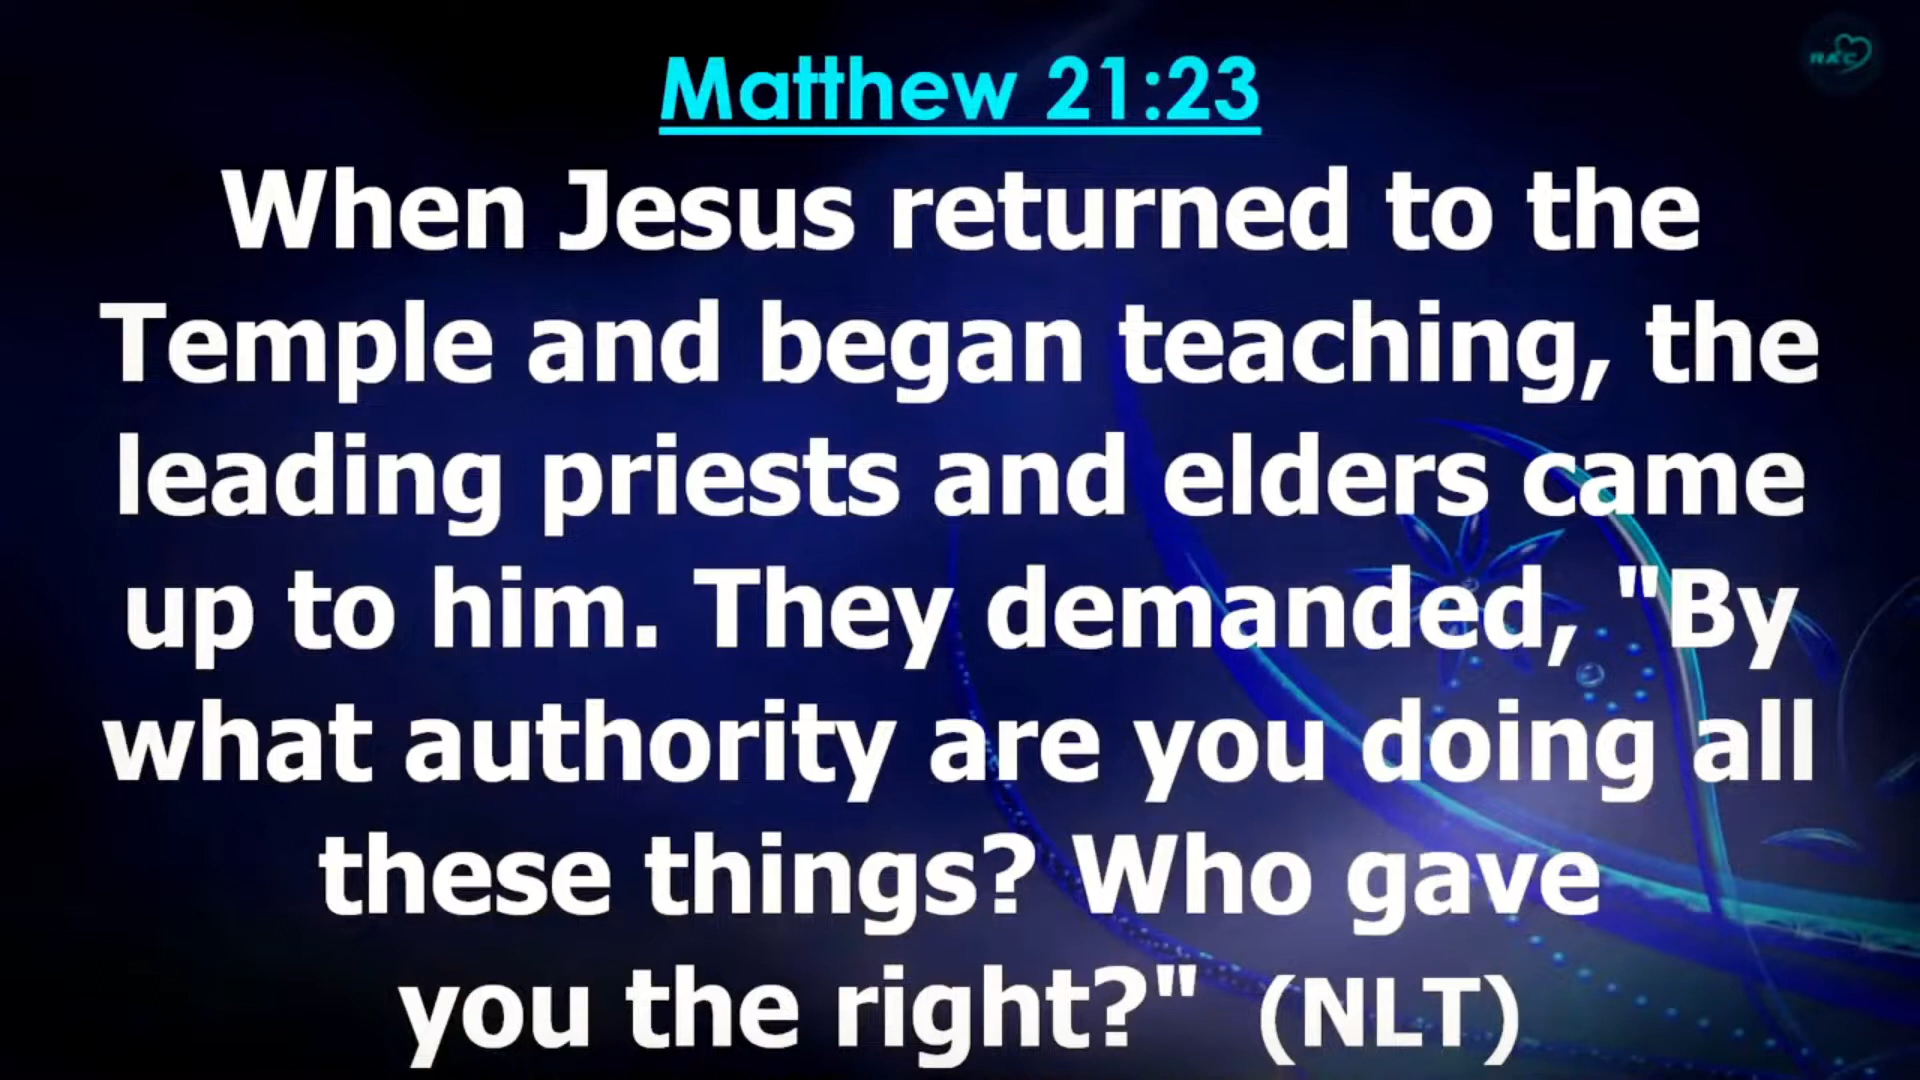 RAC
Matthew 21:23
When Jesus returned to the
Temple and began teaching, the
leading priests and elders came
up to him. They demanded, "By
what authority are you doing all
these things? Who gave
you the right?" (NLT)